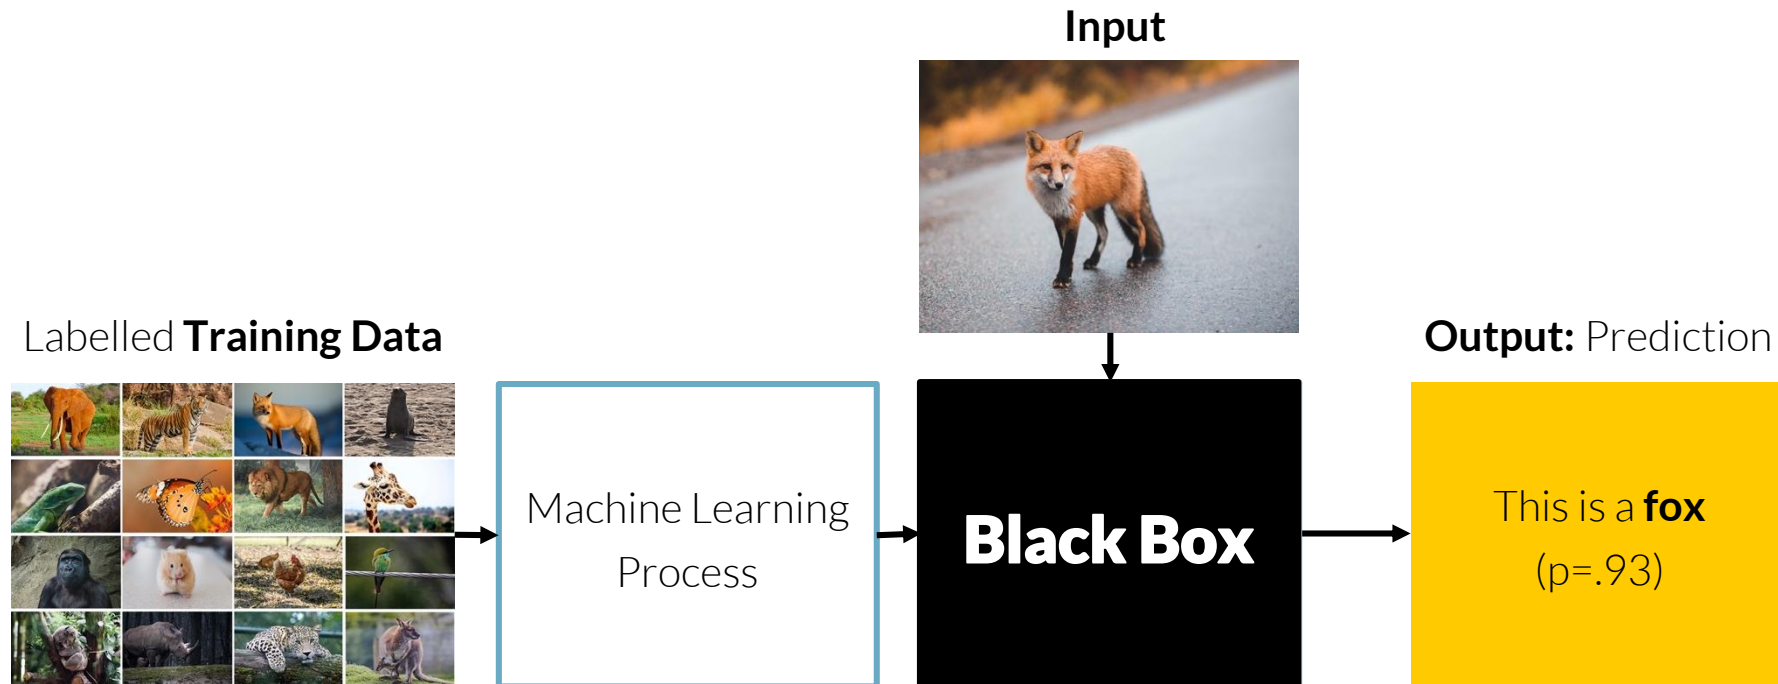 Input
Labelled Training Data
Output: Prediction
Machine Learning
Process
Black Box
This is a fox
(p=.93)